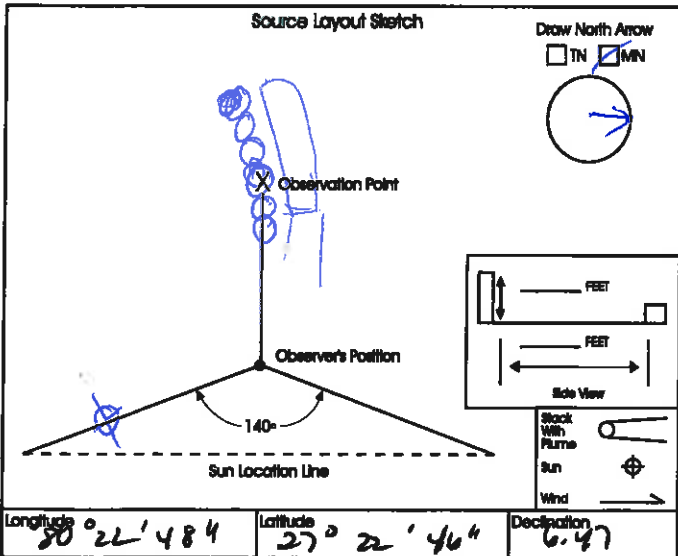 Source Layout Sketch
Draw North Arrow
TN MN
X Observation Point
FEET
FEET
Observer's Position
Side View
140°
Stack
With
Plume
Sun
Wind
Sun Location Line
Longitude Latitude Declination
80° 22' 48" 27° 22' 46" 6.47